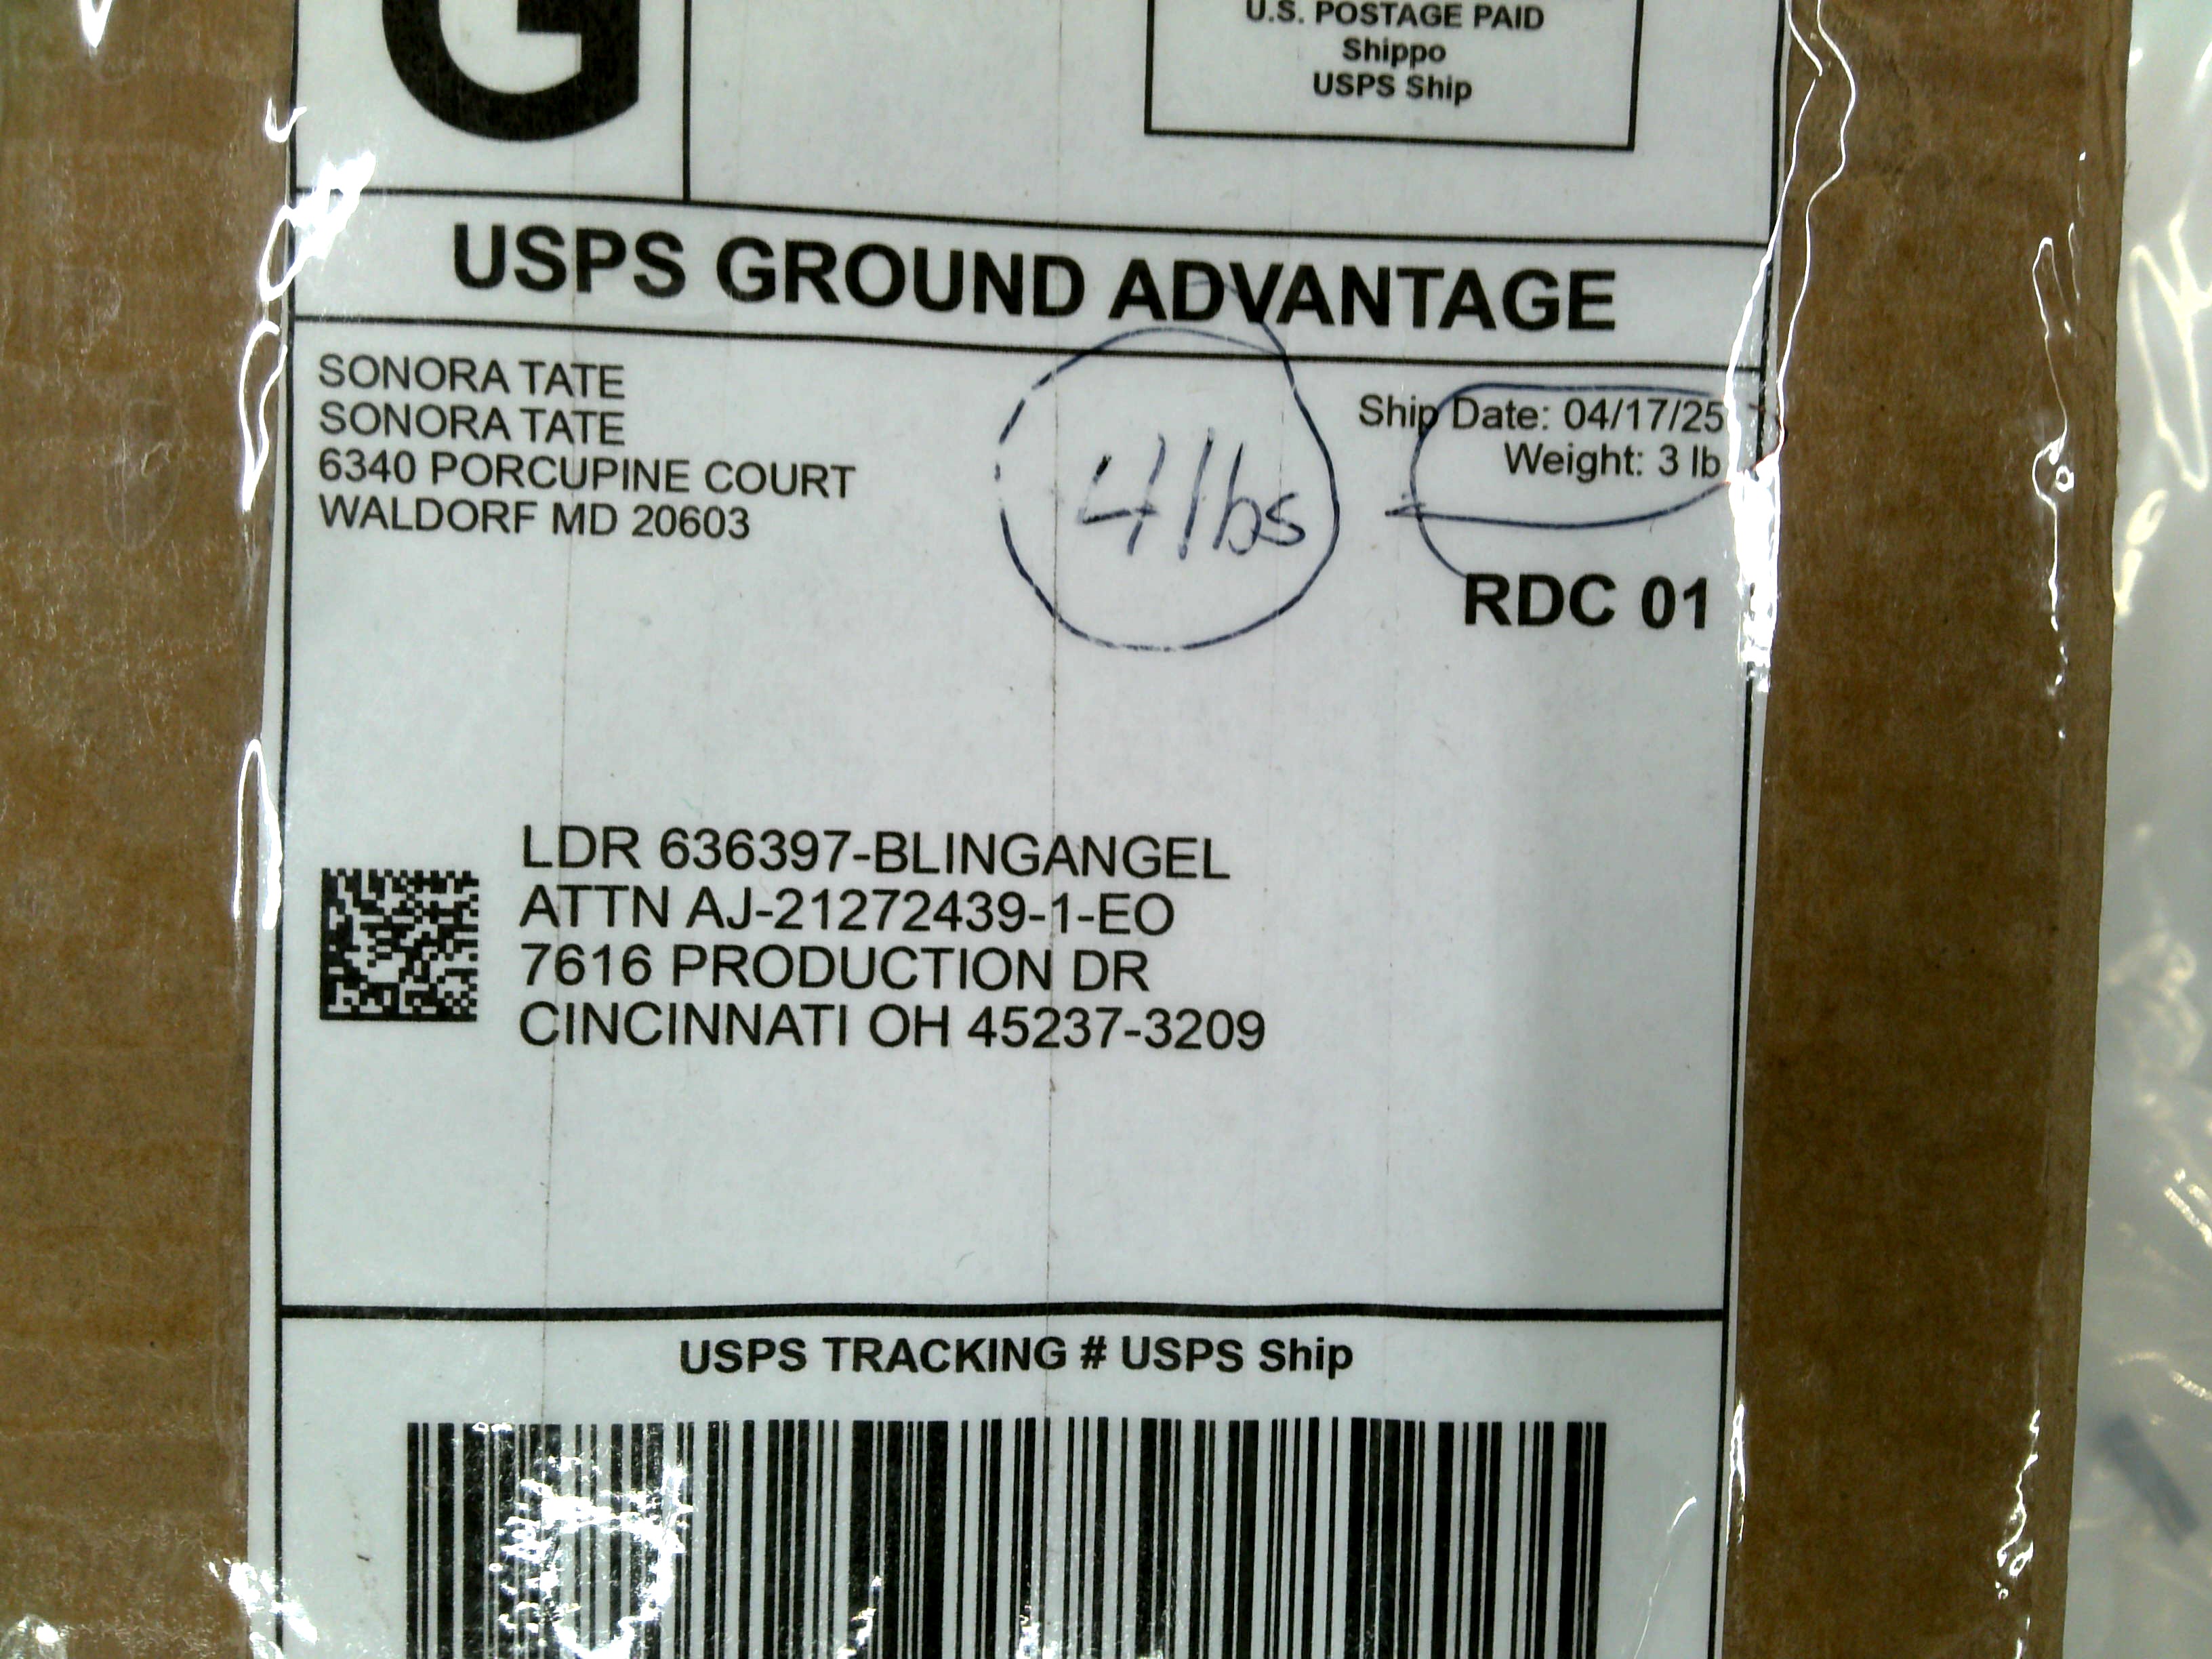 G
U.S. POSTAGE PAID
Shippo
USPS Ship
USPS GROUND ADVANTAGE
SONORA TATE
SONORA TATE
6340 PORCUPINE COURT
WALDORF MD 20603
4 lbs
Ship Date: 04/17/25
Weight: 3 lb
RDC 01
LDR 636397-BLINGANGEL
ATTN AJ-21272439-1-EO
7616 PRODUCTION DR
CINCINNATI OH 45237-3209
USPS TRACKING # USPS Ship